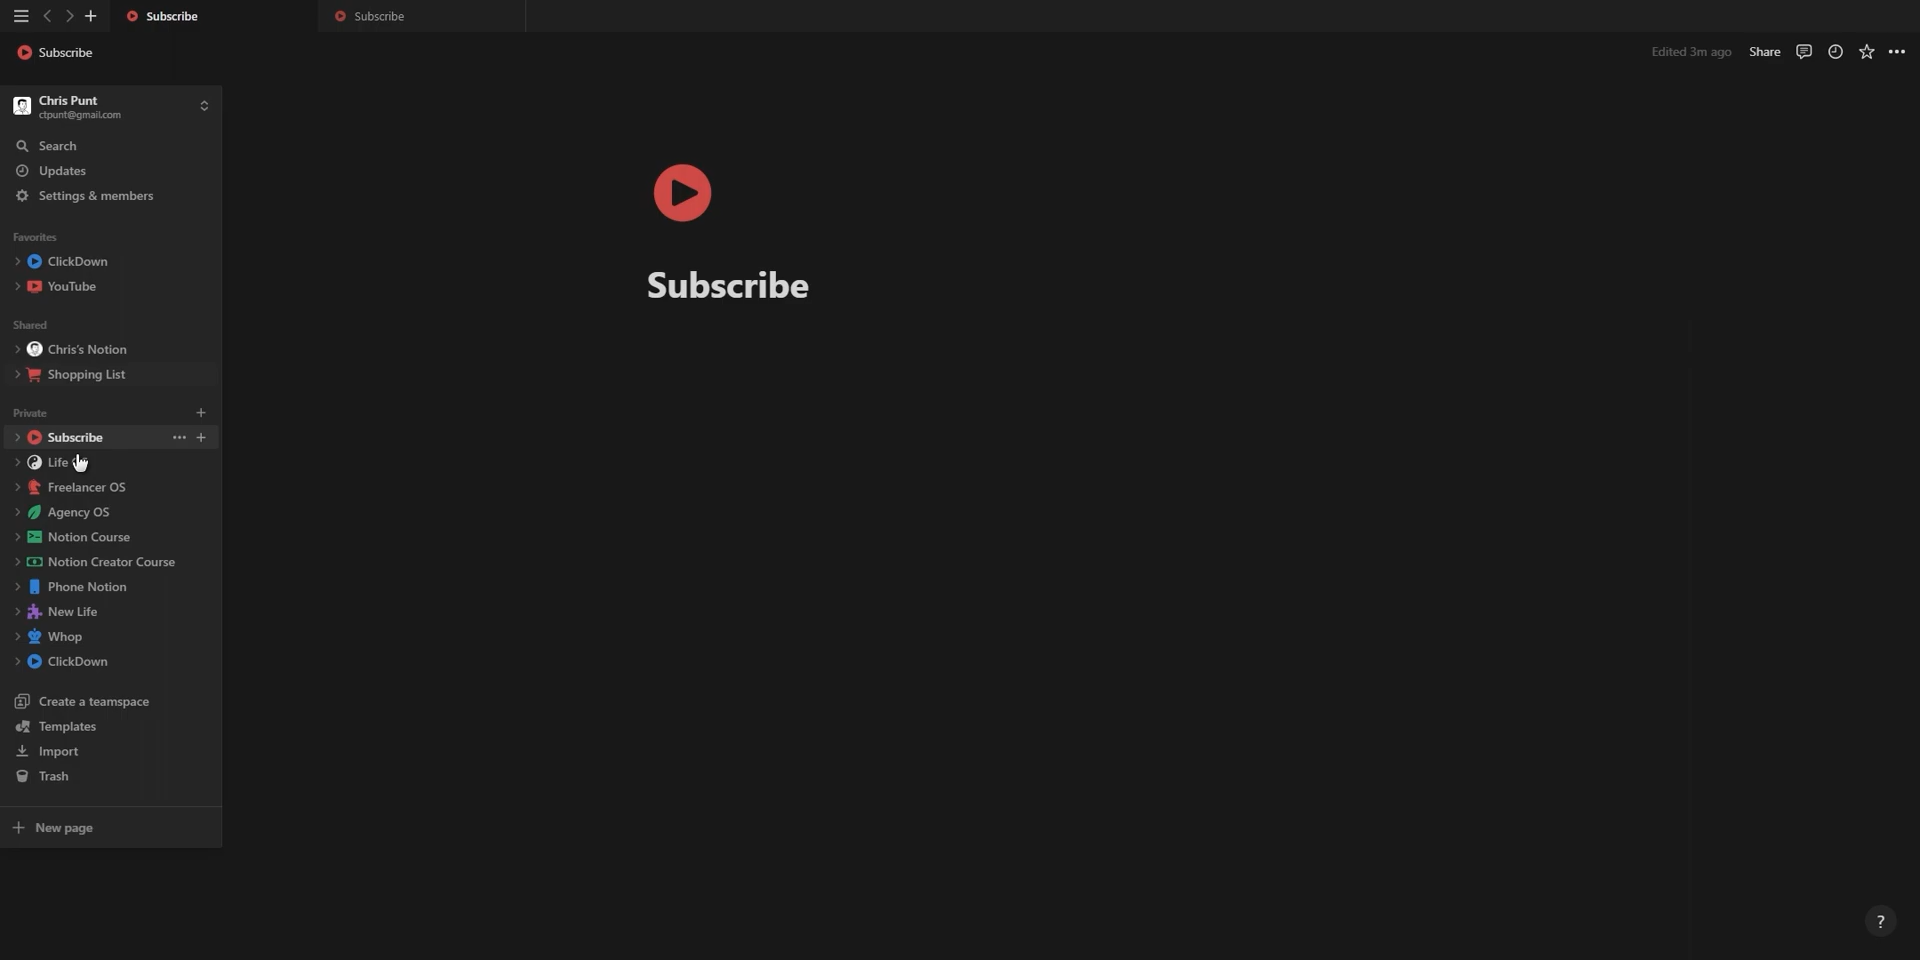 Subscribe
Subscribe
Subscribe
Edited 3m ago
Share
Chris Punt
ctpunt@gmail.com
Search
Updates
Settings & members
Favorites
ClickDown
YouTube
Shared
Chris's Notion
Shopping List
Private
Subscribe
Life
Freelancer OS
Agency OS
Notion Course
Notion Creator Course
Phone Notion
New Life
Whop
ClickDown
Create a teamspace
Templates
Import
Trash
New page
Subscribe
?